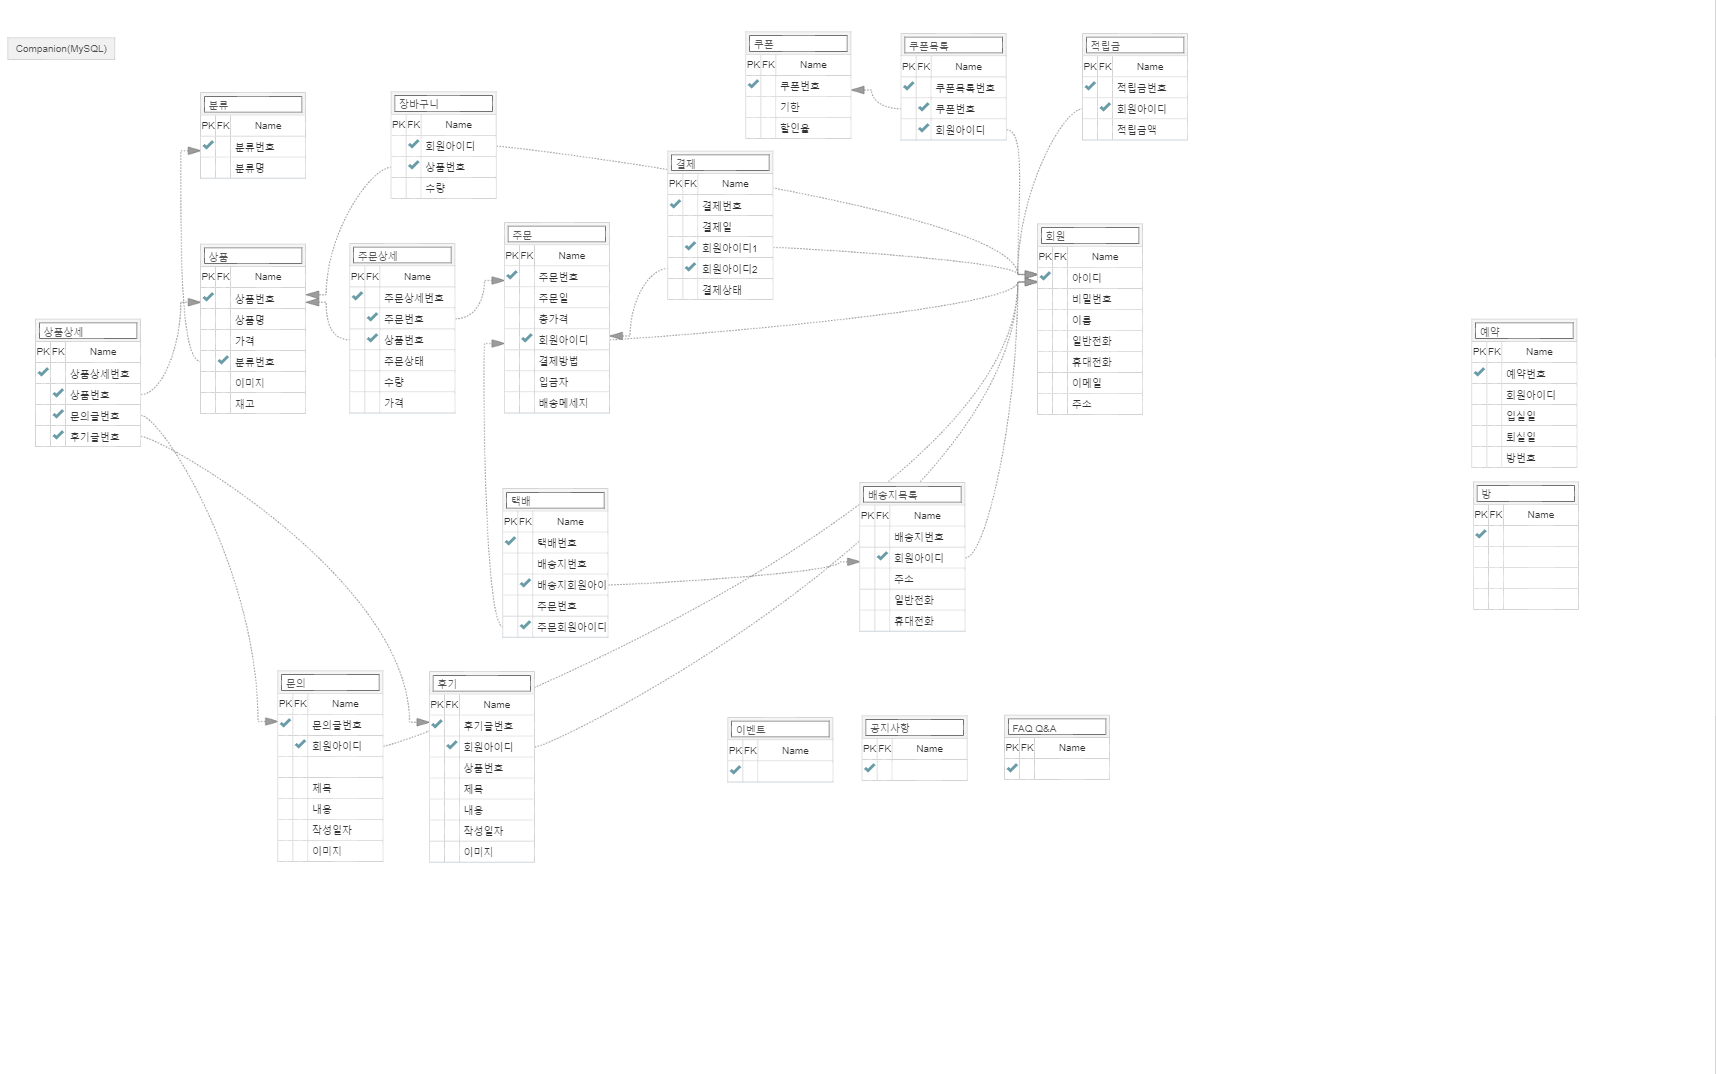 Companion(MySQL)
쿠폰
PK FK Name
쿠폰번호
기한
할인율
쿠폰목록
PK FK Name
쿠폰목록번호
쿠폰번호
회원아이디
적립금
PK FK Name
적립금번호
회원아이디
적립금액
분류
PK FK Name
분류번호
분류명
장바구니
PK FK Name
회원아이디
상품번호
수량
결제
PK FK Name
결제번호
결제일
회원아이디1
회원아이디2
결제상태
상품
PK FK Name
상품번호
상품명
가격
분류번호
이미지
재고
주문상세
PK FK Name
주문상세번호
주문번호
상품번호
주문상태
수량
가격
주문
PK FK Name
주문번호
주문일
총가격
회원아이디
결제방법
입금자
배송메세지
회원
PK FK Name
아이디
비밀번호
이름
일반전화
휴대전화
이메일
주소
상품상세
PK FK Name
상품상세번호
상품번호
문의글번호
후기글번호
예약
PK FK Name
예약번호
회원아이디
입실일
퇴실일
방번호
방
PK FK Name
택배
PK FK Name
택배번호
배송지번호
배송지회원아이
주문번호
주문회원아이디
배송지목록
PK FK Name
배송지번호
회원아이디
주소
일반전화
휴대전화
문의
PK FK Name
문의글번호
회원아이디
제목
내용
작성일자
이미지
후기
PK FK Name
후기글번호
회원아이디
상품번호
제목
내용
작성일자
이미지
이벤트
PK FK Name
공지사항
PK FK Name
FAQ Q&A
PK FK Name